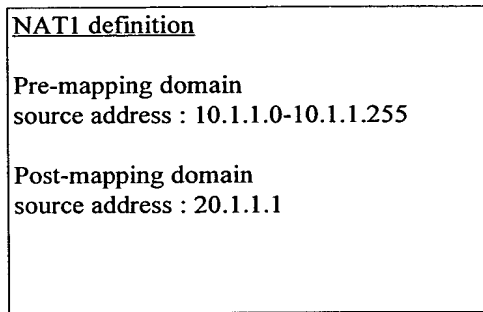 NAT1 definition
Pre-mapping domain
source address : 10.1.1.0-10.1.1.255
Post-mapping domain
source address : 20.1.1.1